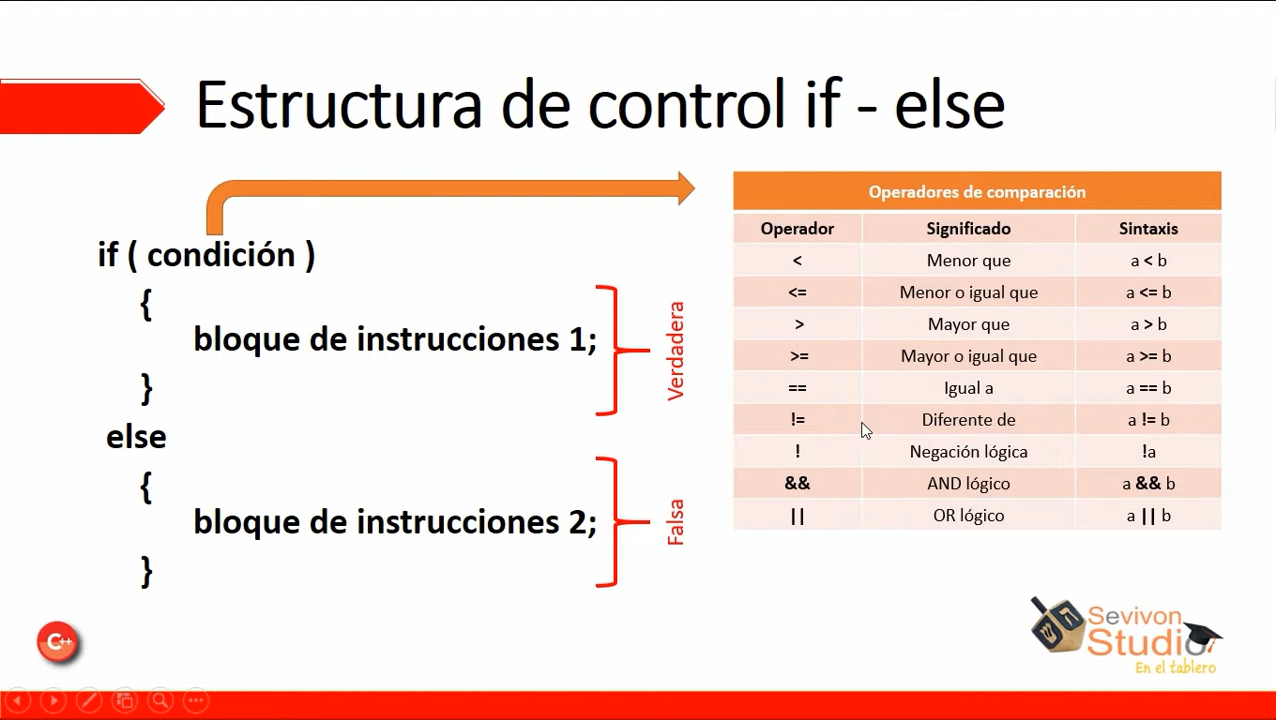 Estructura de control if - else
if ( condición )
{
bloque de instrucciones 1;
}
Verdadera
else
{
bloque de instrucciones 2;
}
Falsa
Operadores de comparación
Operador Significado Sintaxis
< Menor que a < b
<= Menor o igual que a <= b
> Mayor que a > b
>= Mayor o igual que a >= b
== Igual a a == b
!= Diferente de a != b
! Negación lógica !a
&& AND lógico a && b
|| OR lógico a || b
C++
Sevivon
Studio
En el tablero